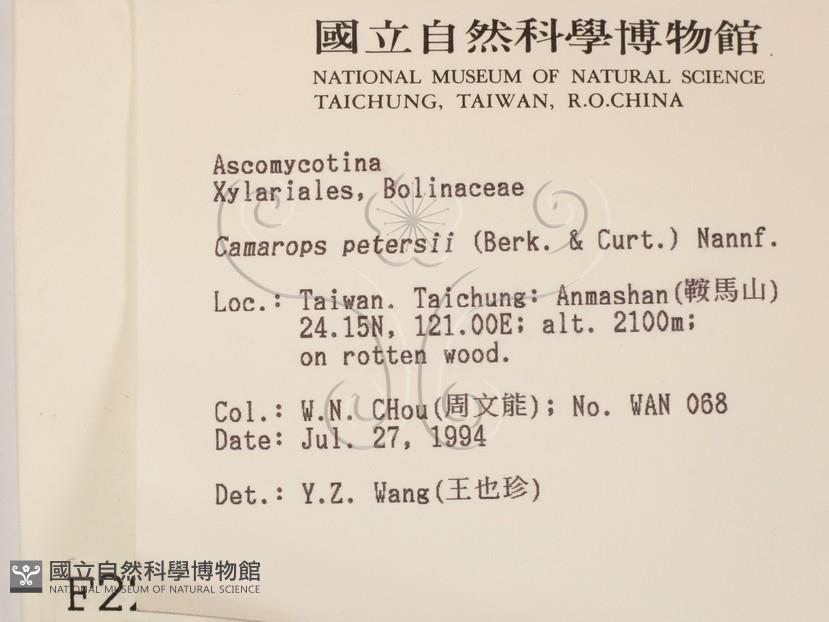 國立自然科學博物館
NATIONAL MUSEUM OF NATURAL SCIENCE
TAICHUNG, TAIWAN, R.O.CHINA
Ascomycotina
Xylariales, Bolinaceae
Camarops petersii (Berk. & Curt.) Nannf.
Loc.: Taiwan. Taichung: Anmashan(鞍馬山)
24.15N, 121.00E; alt. 2100m;
on rotten wood.
Col.: W.N. CHou(周文能); No. WAN 068
Date: Jul. 27, 1994
Det.: Y.Z. Wang(王也珍)
國立自然科學博物館
NATIONAL MUSEUM OF NATURAL SCIENCE